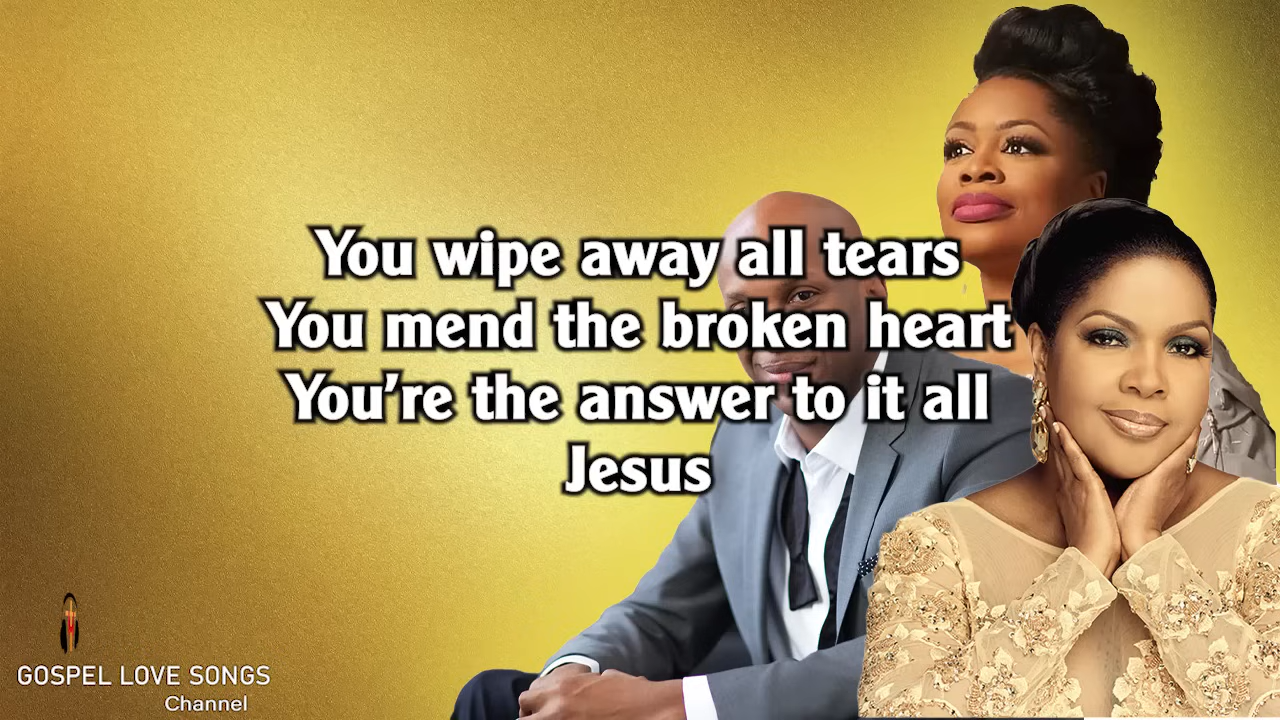 You wipe away all tears
You mend the broken heart
You’re the answer to it all
Jesus
GOSPEL LOVE SONGS
Channel